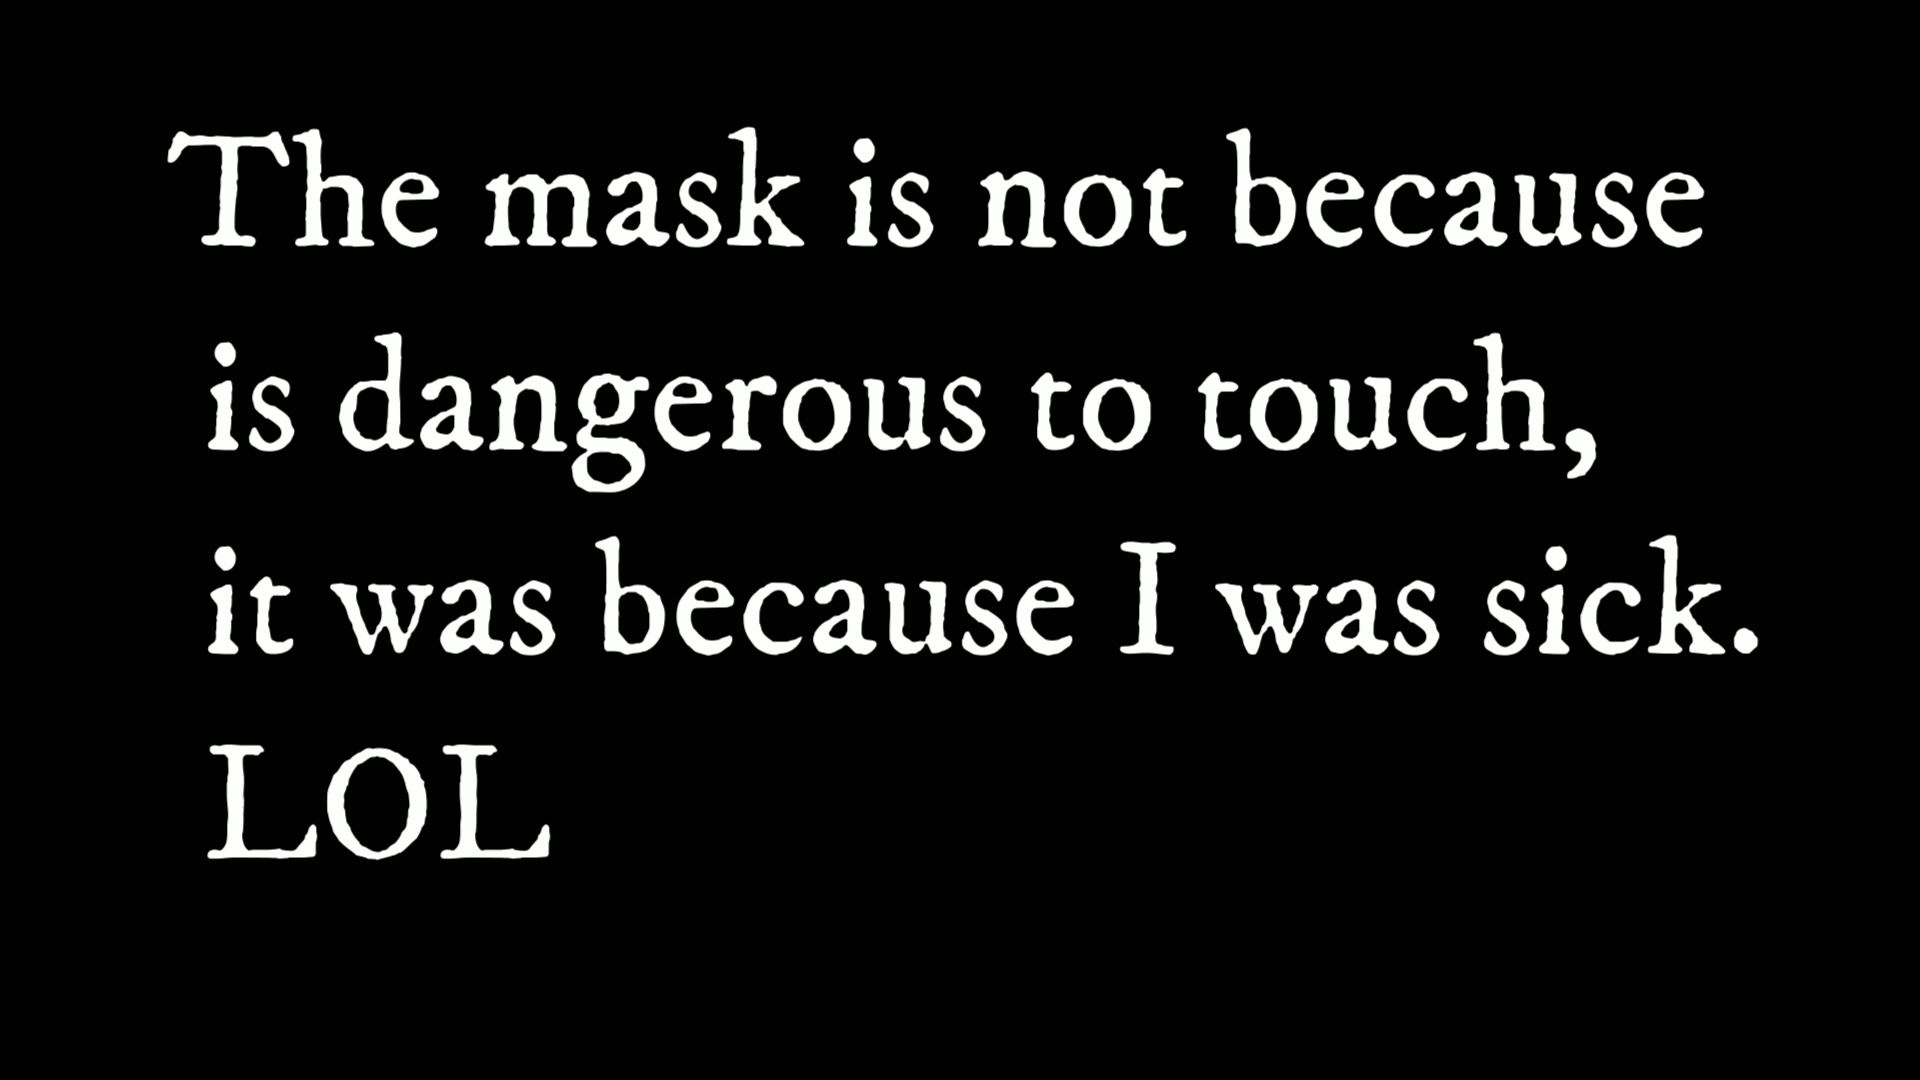 The mask is not because
is dangerous to touch,
it was because I was sick.
LOL